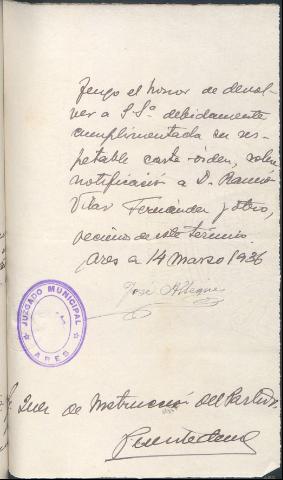 Tengo el honor de devol-
ver a S.Sª debidamente
cumplimentada su res-
petable carta-orden, sobre
notificación a D. Ramón
Vilar Fernández y otro,
vecinos de este término.
Ares a 14 Marzo 1936
José
JUZGADO MUNICIPAL
ARES
Juez de Instrucción del Partido.
Puentedeume